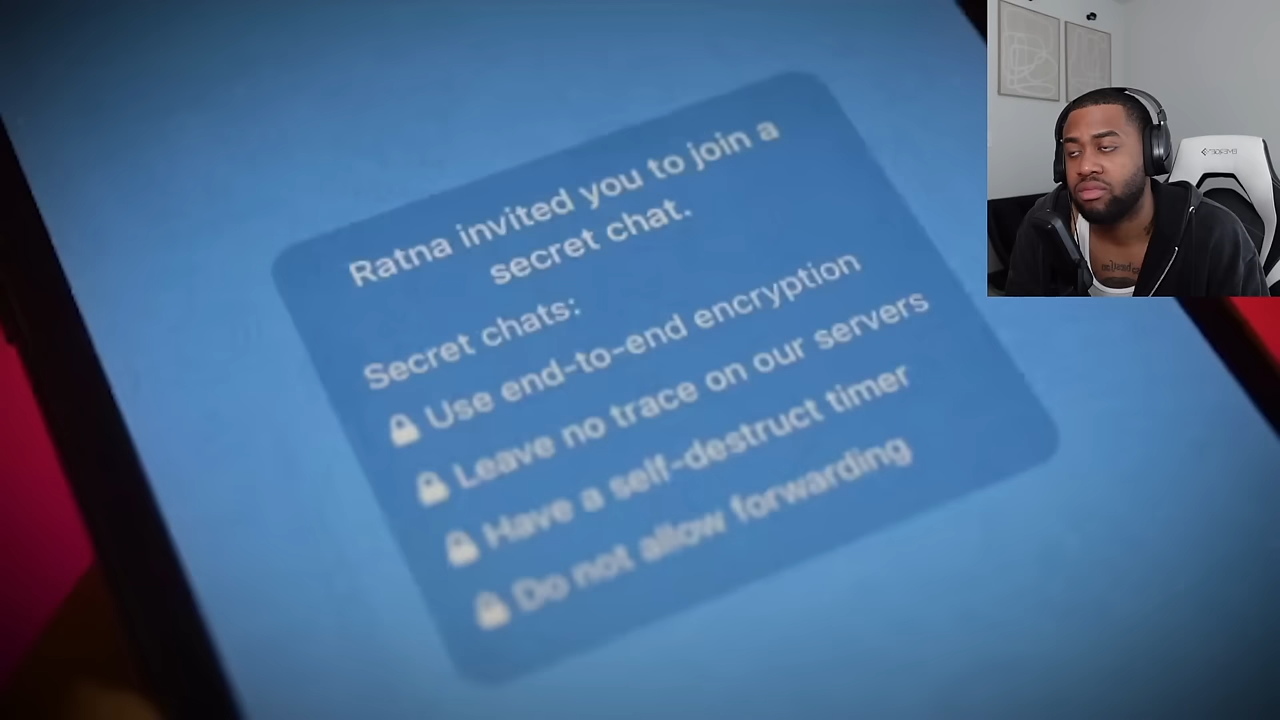 Ratna invited you to join a
secret chat.
Secret chats:
Use end-to-end encryption
Leave no trace on our servers
Have a self-destruct timer
Do not allow forwarding